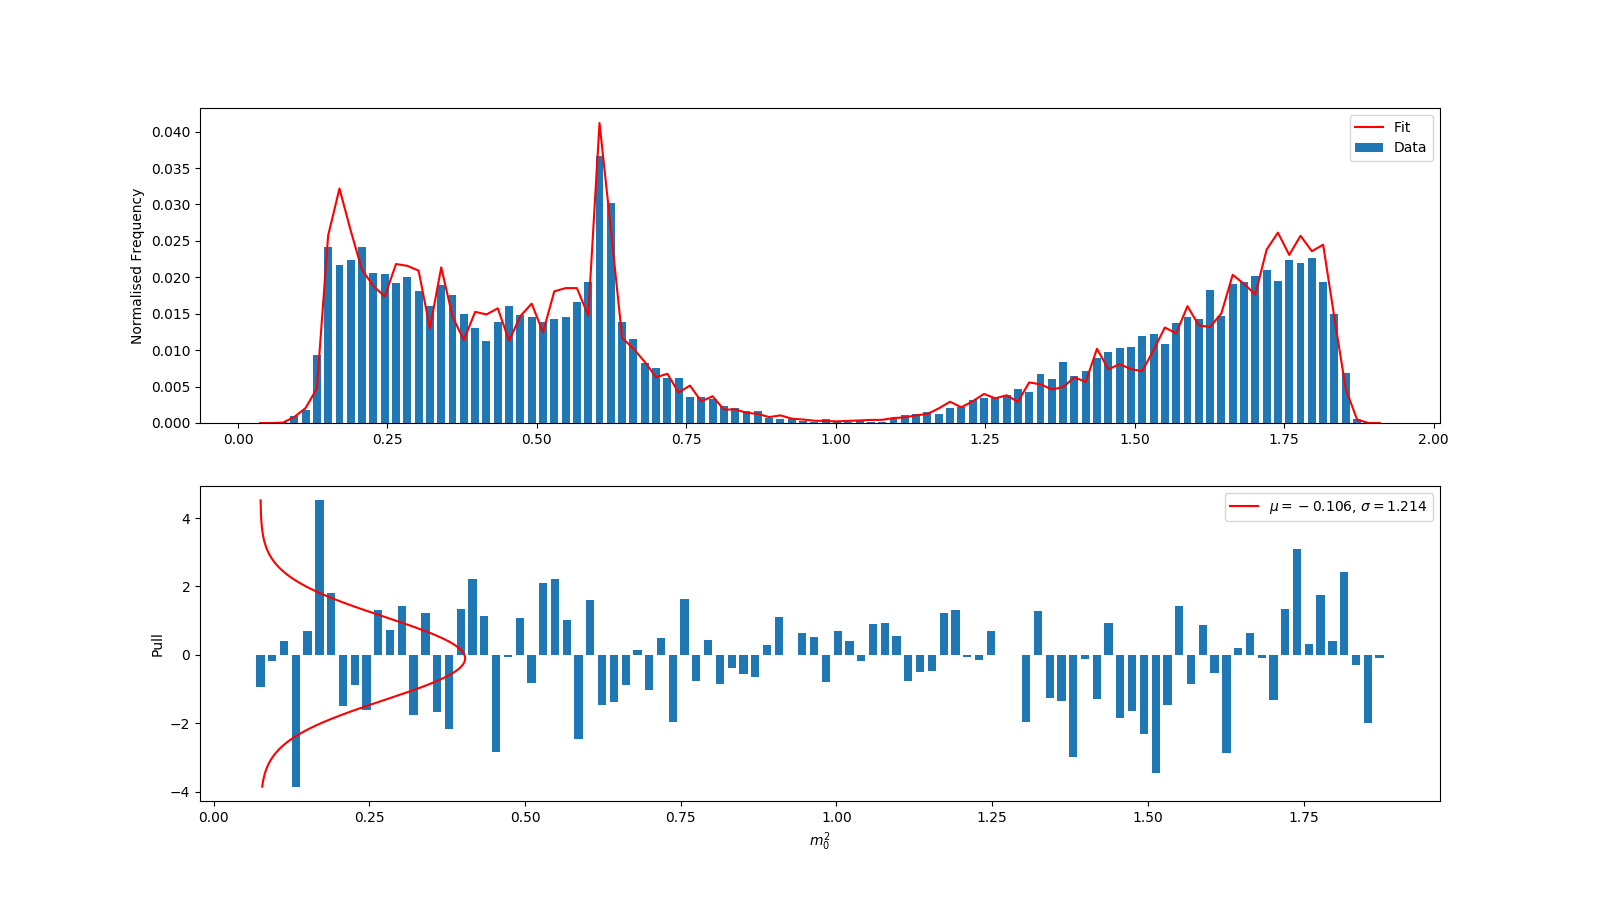 0.040
0.035
0.030
0.025
0.020
0.015
0.010
0.005
0.000
Normalised Frequency
Fit
Data
0.00 0.25 0.50 0.75 1.00 1.25 1.50 1.75 2.00
4
2
0
−2
−4
Pull
μ = −0.106, σ = 1.214
0.00 0.25 0.50 0.75 1.00 1.25 1.50 1.75
m₀²